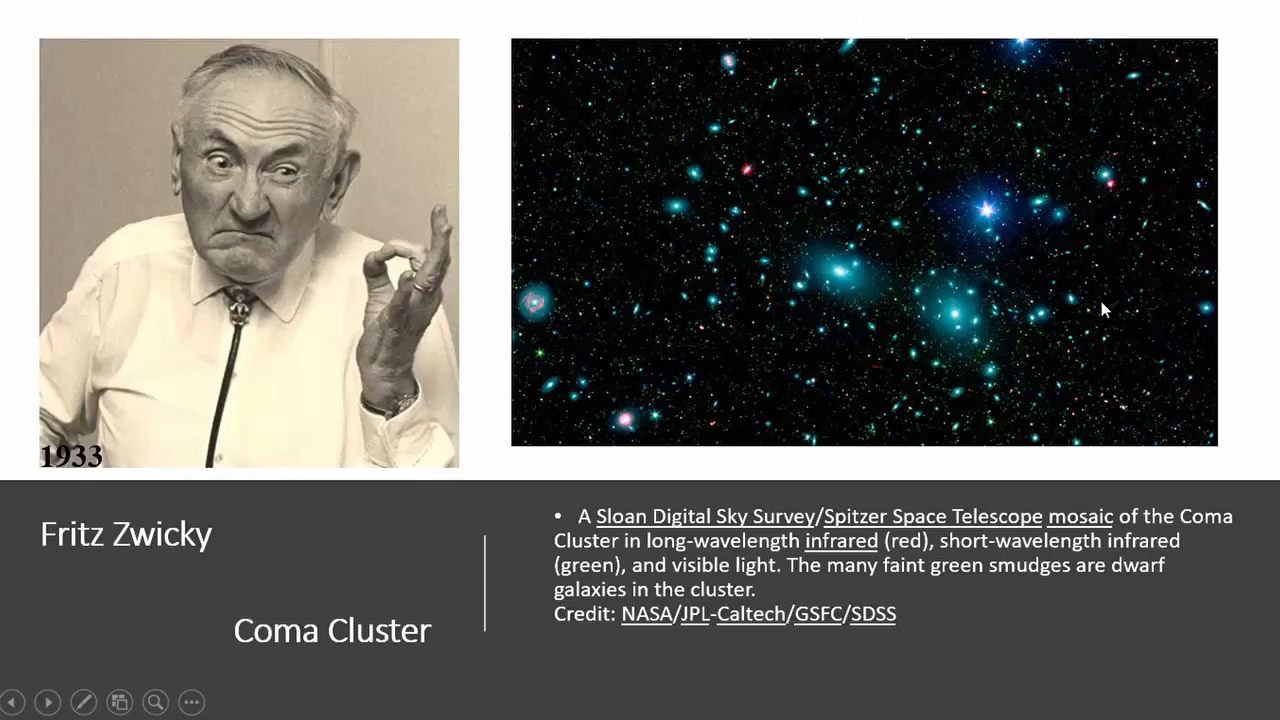 1933
Fritz Zwicky
Coma Cluster
• A Sloan Digital Sky Survey/Spitzer Space Telescope mosaic of the Coma
Cluster in long-wavelength infrared (red), short-wavelength infrared
(green), and visible light. The many faint green smudges are dwarf
galaxies in the cluster.
Credit: NASA/JPL-Caltech/GSFC/SDSS